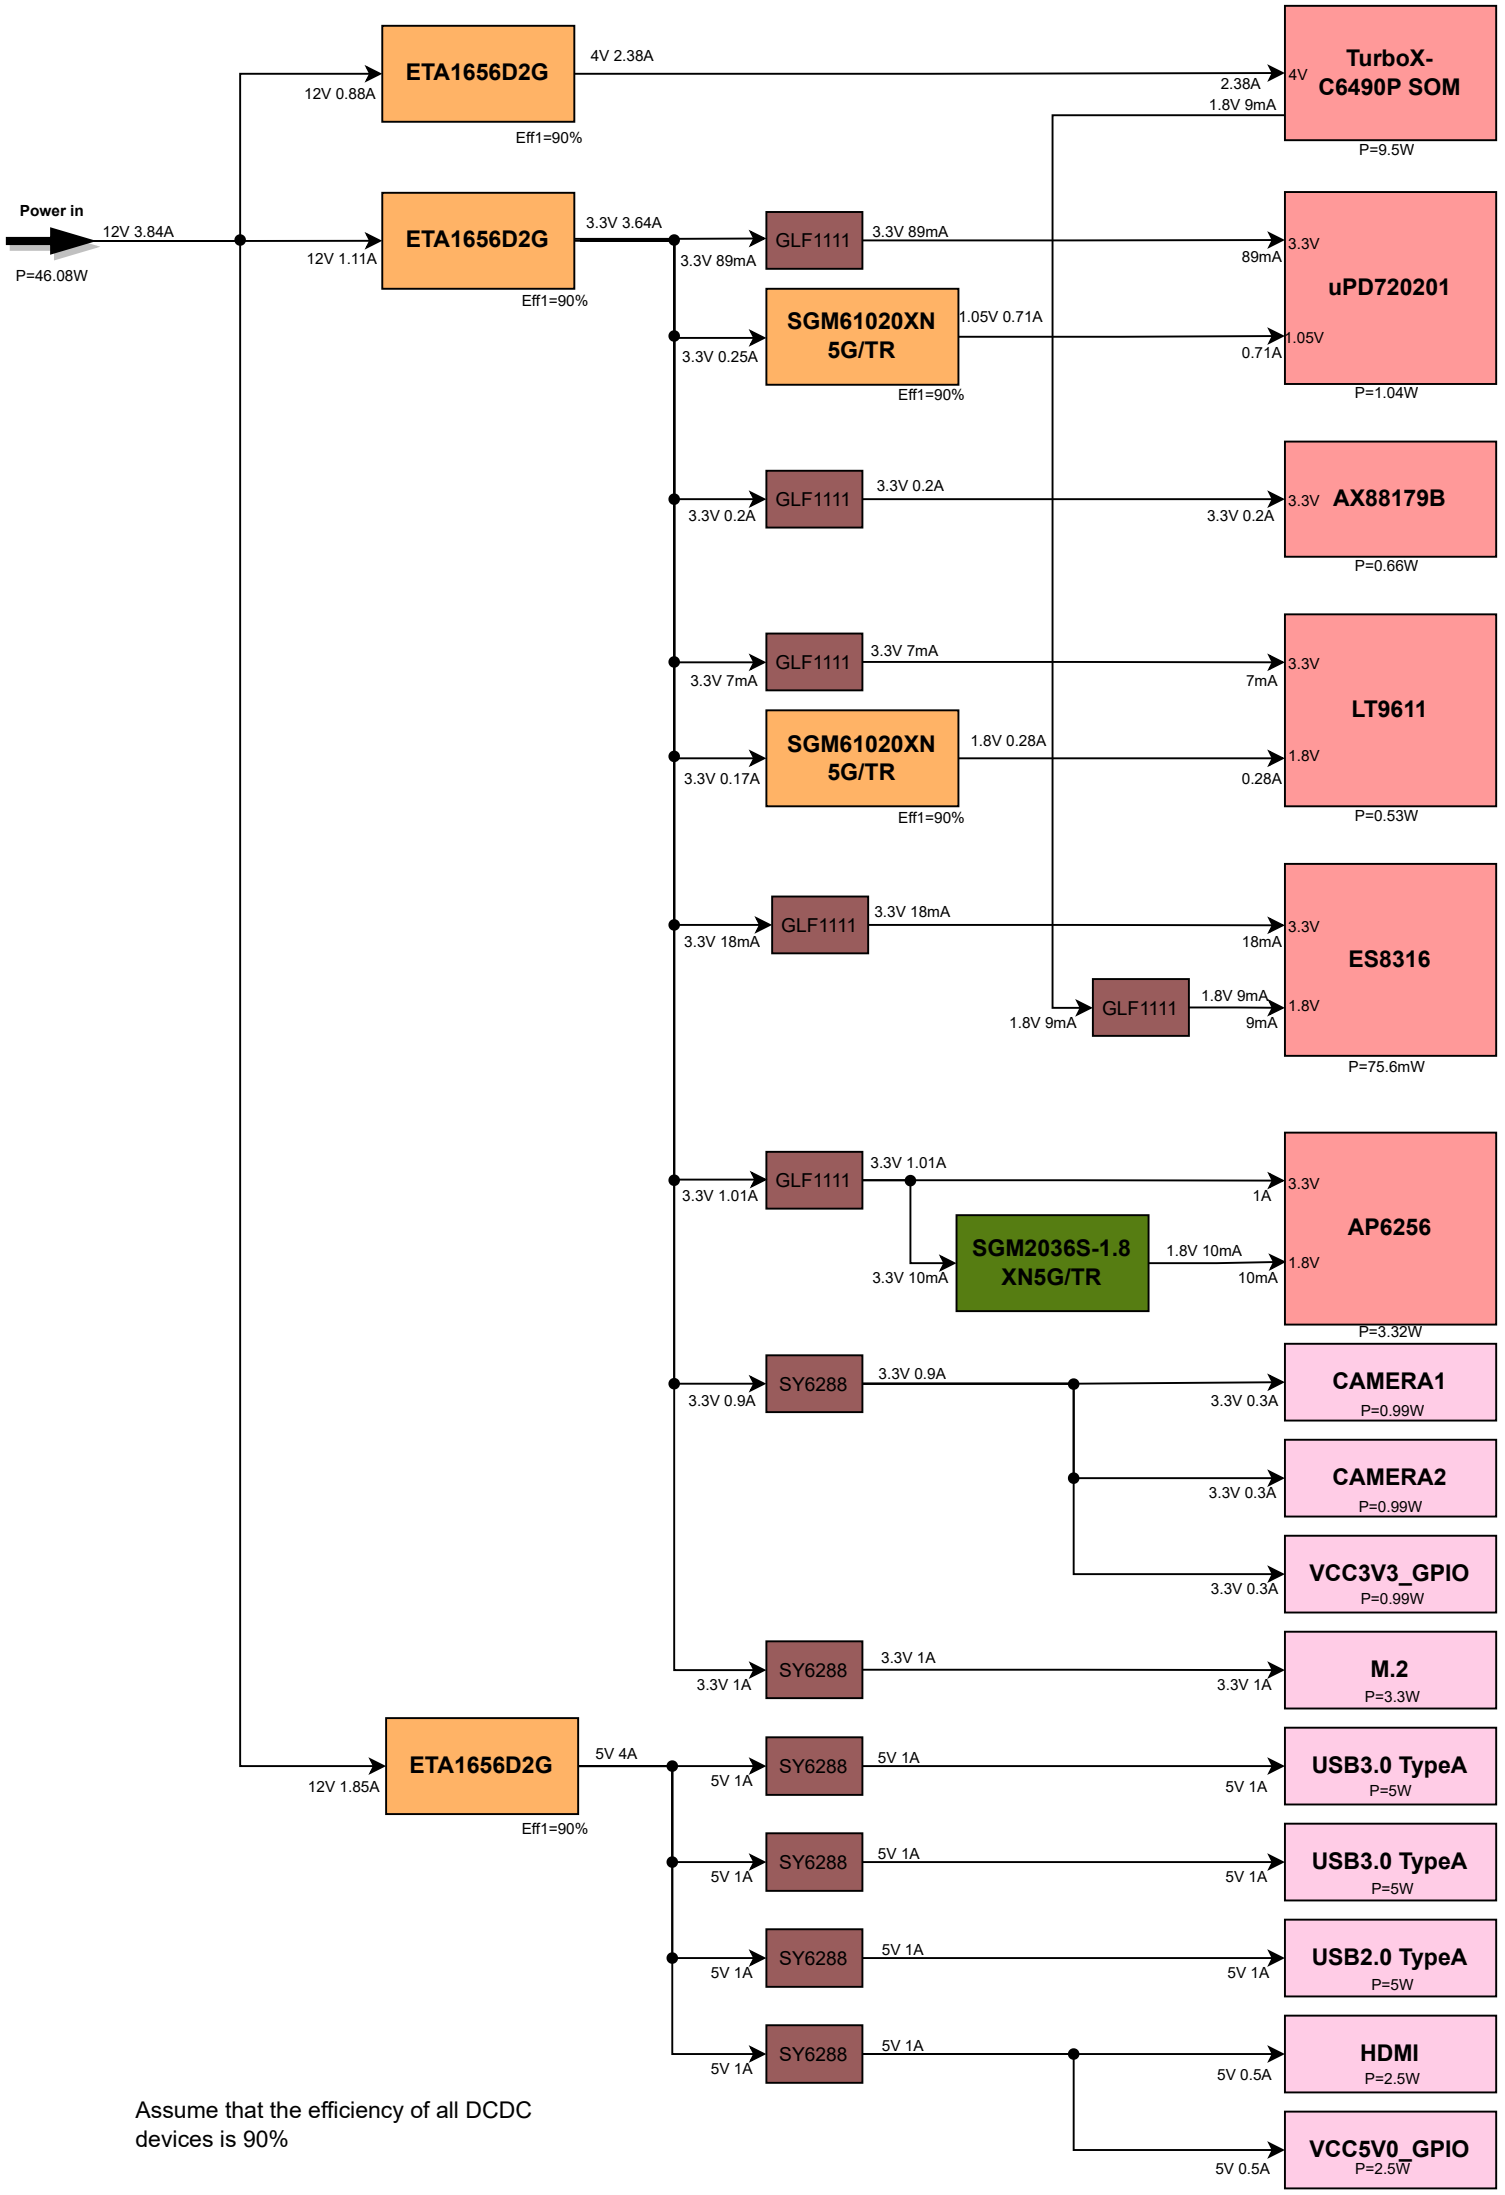 4V 2.38A
ETA1656D2G
12V 0.88A
Eff1=90%
4V
2.38A
1.8V 9mA
TurboX-
C6490P SOM
P=9.5W
Power in
12V 3.84A
P=46.08W
12V 1.11A
ETA1656D2G
Eff1=90%
3.3V 3.64A
3.3V 89mA
GLF1111
3.3V 89mA
89mA
3.3V
uPD720201
3.3V 0.25A
SGM61020XN
5G/TR
Eff1=90%
1.05V 0.71A
0.71A
1.05V
P=1.04W
3.3V 0.2A
GLF1111
3.3V 0.2A
3.3V 0.2A
3.3V
AX88179B
P=0.66W
3.3V 7mA
GLF1111
3.3V 7mA
7mA
3.3V
LT9611
3.3V 0.17A
SGM61020XN
5G/TR
Eff1=90%
1.8V 0.28A
0.28A
1.8V
P=0.53W
3.3V 18mA
GLF1111
3.3V 18mA
18mA
3.3V
ES8316
1.8V 9mA
GLF1111
1.8V 9mA
9mA
1.8V
P=75.6mW
3.3V 1.01A
GLF1111
3.3V 1.01A
1A
3.3V
AP6256
3.3V 10mA
SGM2036S-1.8
XN5G/TR
1.8V 10mA
10mA
1.8V
P=3.32W
3.3V 0.9A
SY6288
3.3V 0.9A
3.3V 0.3A
CAMERA1
P=0.99W
3.3V 0.3A
CAMERA2
P=0.99W
3.3V 0.3A
VCC3V3_GPIO
P=0.99W
3.3V 1A
SY6288
3.3V 1A
3.3V 1A
M.2
P=3.3W
12V 1.85A
ETA1656D2G
Eff1=90%
5V 4A
5V 1A
SY6288
5V 1A
5V 1A
USB3.0 TypeA
P=5W
5V 1A
SY6288
5V 1A
5V 1A
USB3.0 TypeA
P=5W
5V 1A
SY6288
5V 1A
5V 1A
USB2.0 TypeA
P=5W
5V 1A
SY6288
5V 1A
5V 0.5A
HDMI
P=2.5W
5V 0.5A
VCC5V0_GPIO
P=2.5W
Assume that the efficiency of all DCDC
devices is 90%